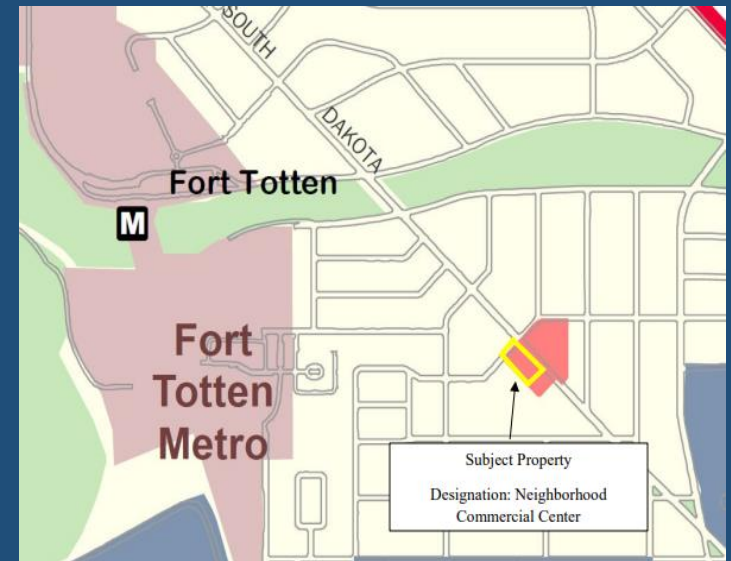 SOUTH
DAKOTA
Fort Totten
M
Fort
Totten
Metro
Subject Property
Designation: Neighborhood
Commercial Center